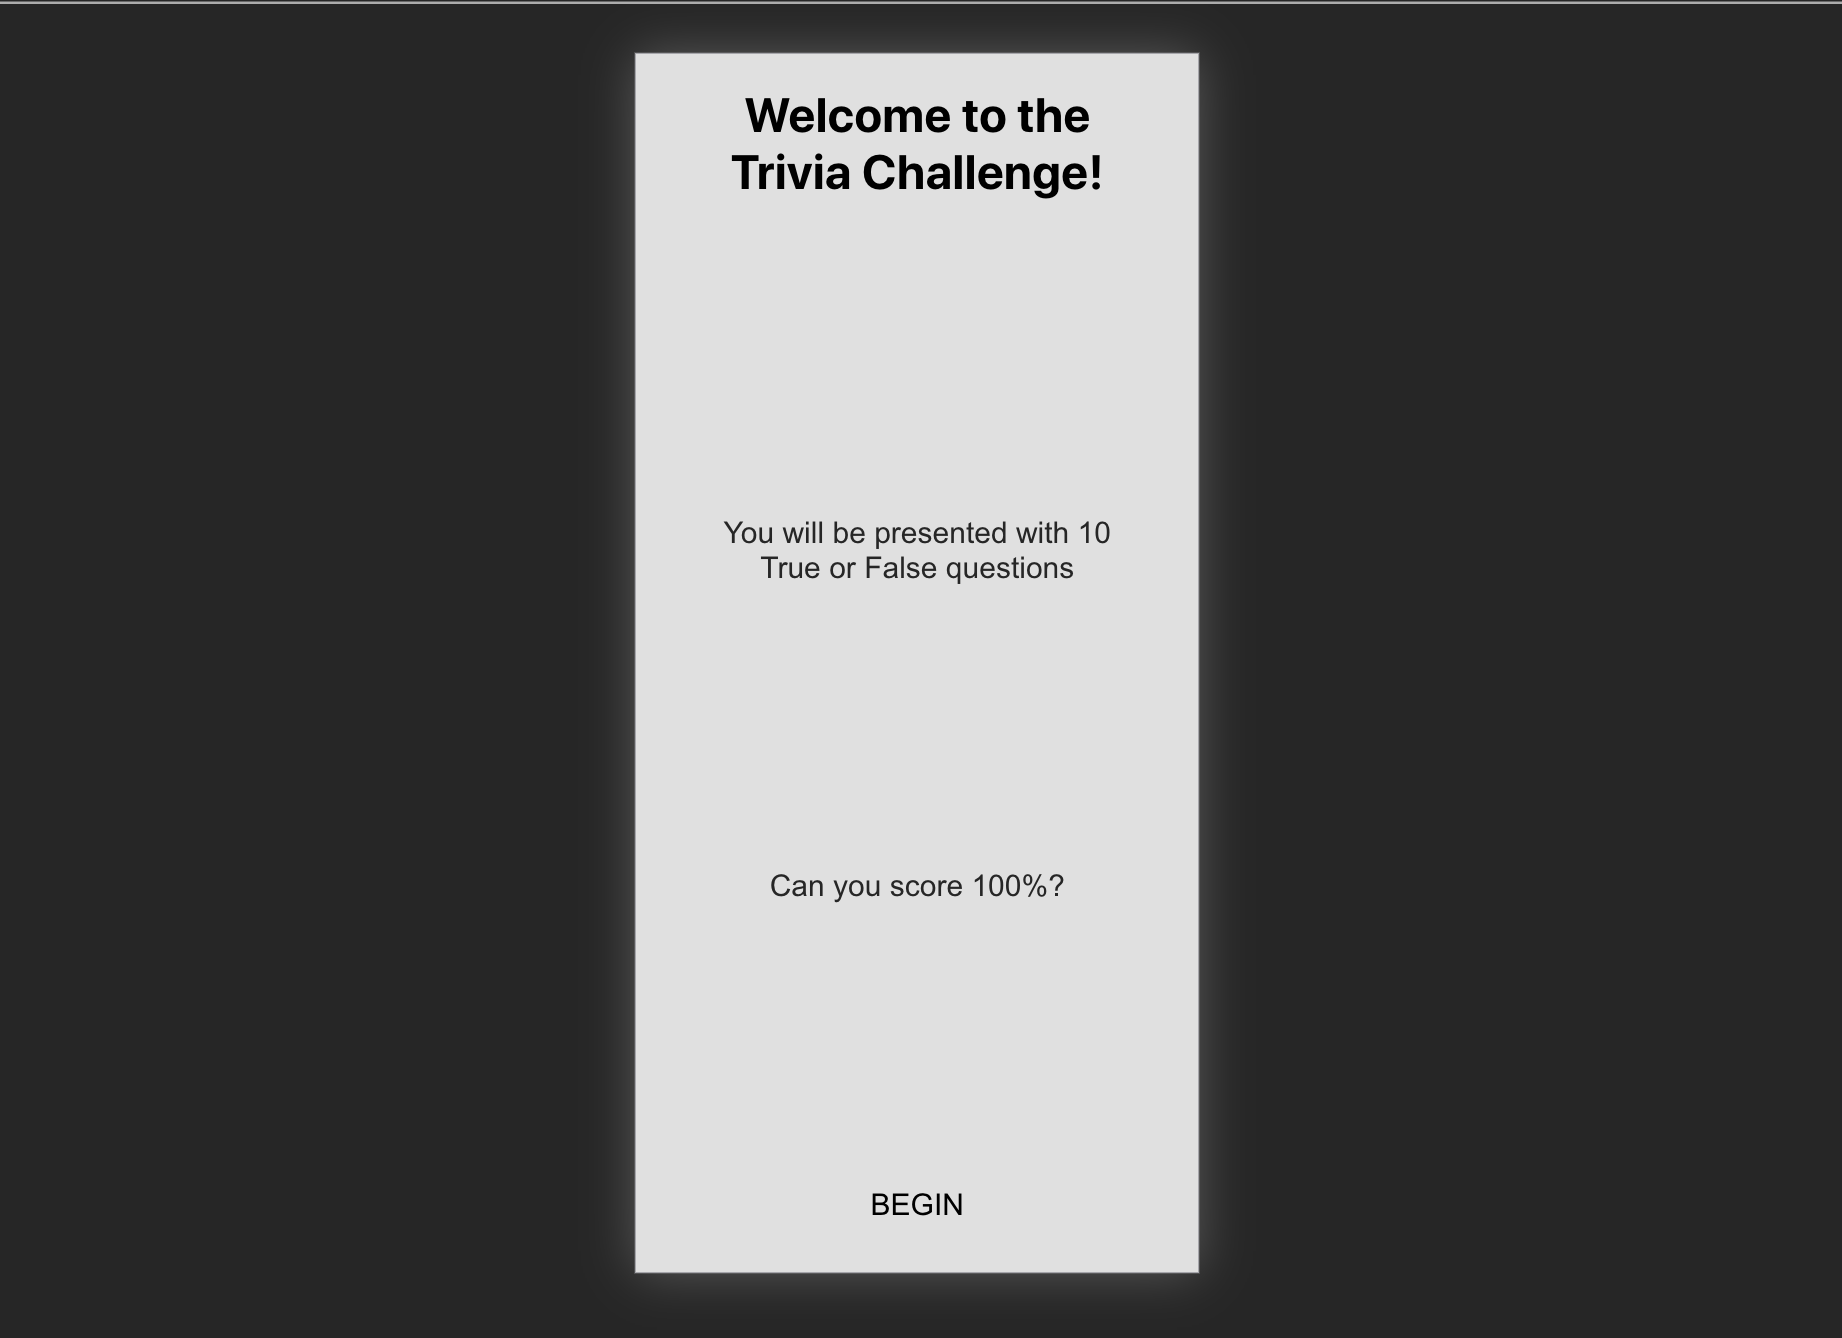 Welcome to the
Trivia Challenge!
You will be presented with 10
True or False questions
Can you score 100%?
BEGIN